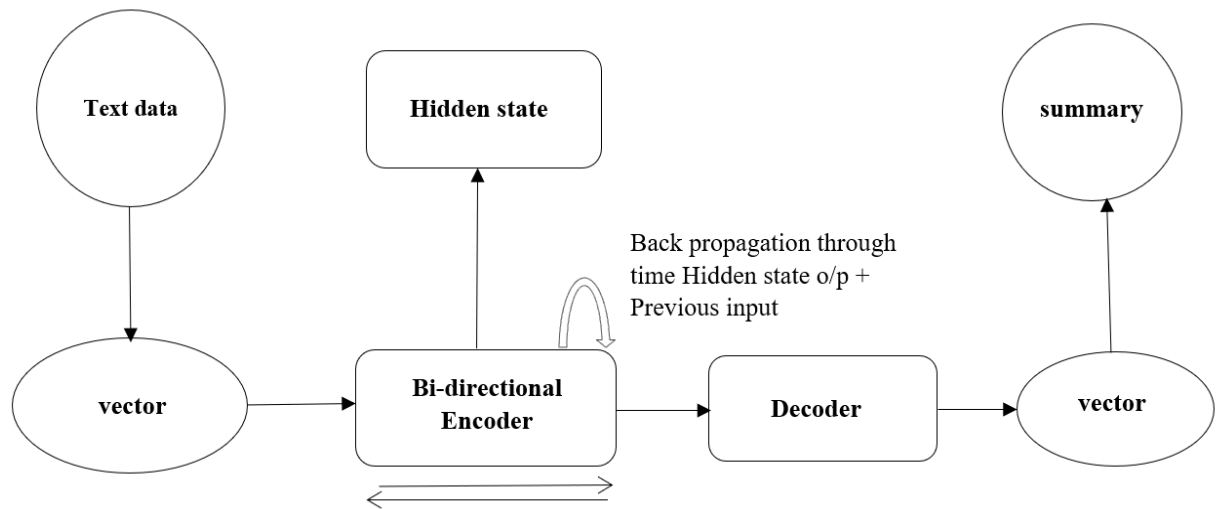 Text data
Hidden state
summary
Back propagation through
time Hidden state o/p +
Previous input
vector
Bi-directional
Encoder
Decoder
vector